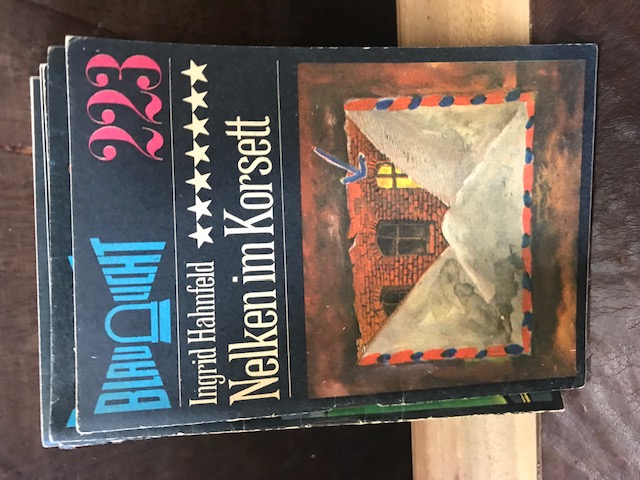 BLAULICHT 223
Ingrid Hahnfeld ★★★★★★★
Nelken im Korsett